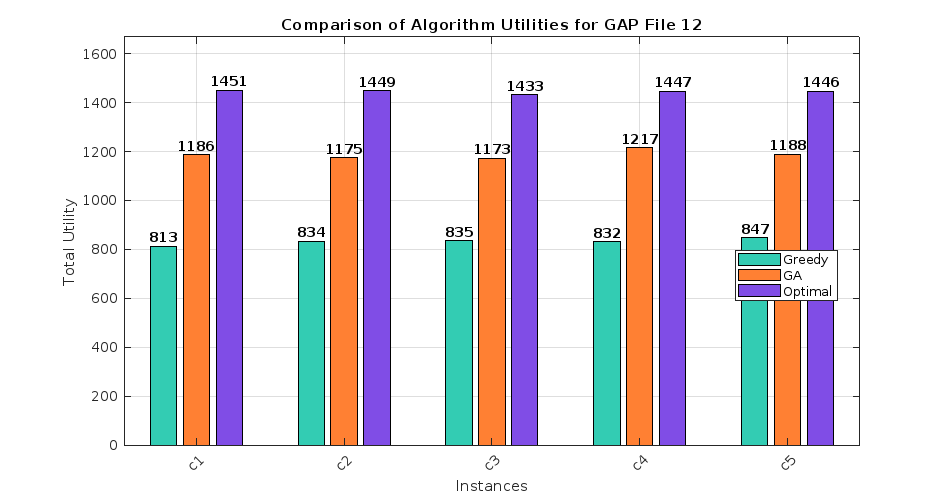 Comparison of Algorithm Utilities for GAP File 12
1600
1400
1200
1000
800
600
400
200
0
Total Utility
813
1186
1451
834
1175
1449
835
1173
1433
832
1217
1447
847
1188
1446
Greedy
GA
Optimal
c1
c2
c3
c4
c5
Instances